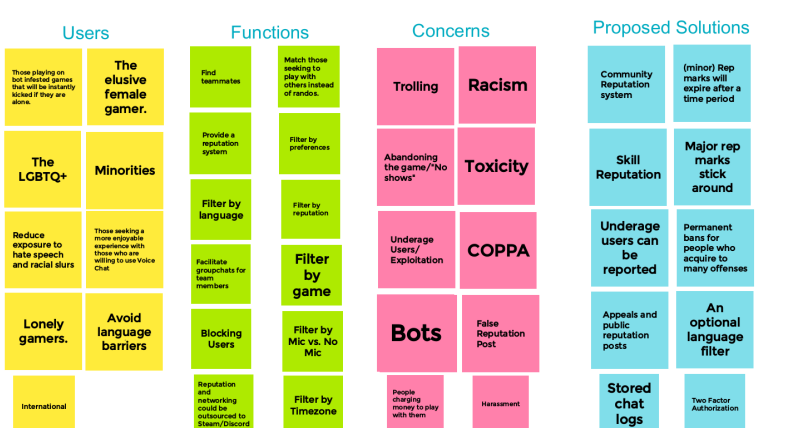 Users
Those playing on
bot infested games
that will be instantly
kicked if they are
alone.
The
elusive
female
gamer.
The
LGBTQ+
Minorities
Reduce
exposure to
hate speech
and racial slurs
Those seeking a
more enjoyable
experience with
those who are
willing to use Voice
Chat
Lonely
gamers.
Avoid
language
barriers
International
Functions
Find
teammates
Match those
seeking to
play with
others instead
of randos.
Provide a
reputation
system
Filter by
preferences
Filter by
language
Filter by
reputation
Facilitate
groupchats for
team
members
Filter
by
game
Blocking
Users
Filter by
Mic vs. No
Mic
Reputation
and
networking
could be
outsourced to
Steam/Discord
Filter by
Timezone
Concerns
Trolling
Racism
Abandoning
the game/"No
shows"
Toxicity
Underage
Users/
Exploitation
COPPA
Bots
False
Reputation
Post
People
charging
money to play
with them
Harassment
Proposed Solutions
Community
Reputation
system
(minor) Rep
marks will
expire after a
time period
Skill
Reputation
Major rep
marks
stick
around
Underage
users can
be
reported
Permanent
bans for
people who
acquire to
many offenses
Appeals and
public
reputation
posts
An
optional
language
filter
Stored
chat
logs
Two Factor
Authorization